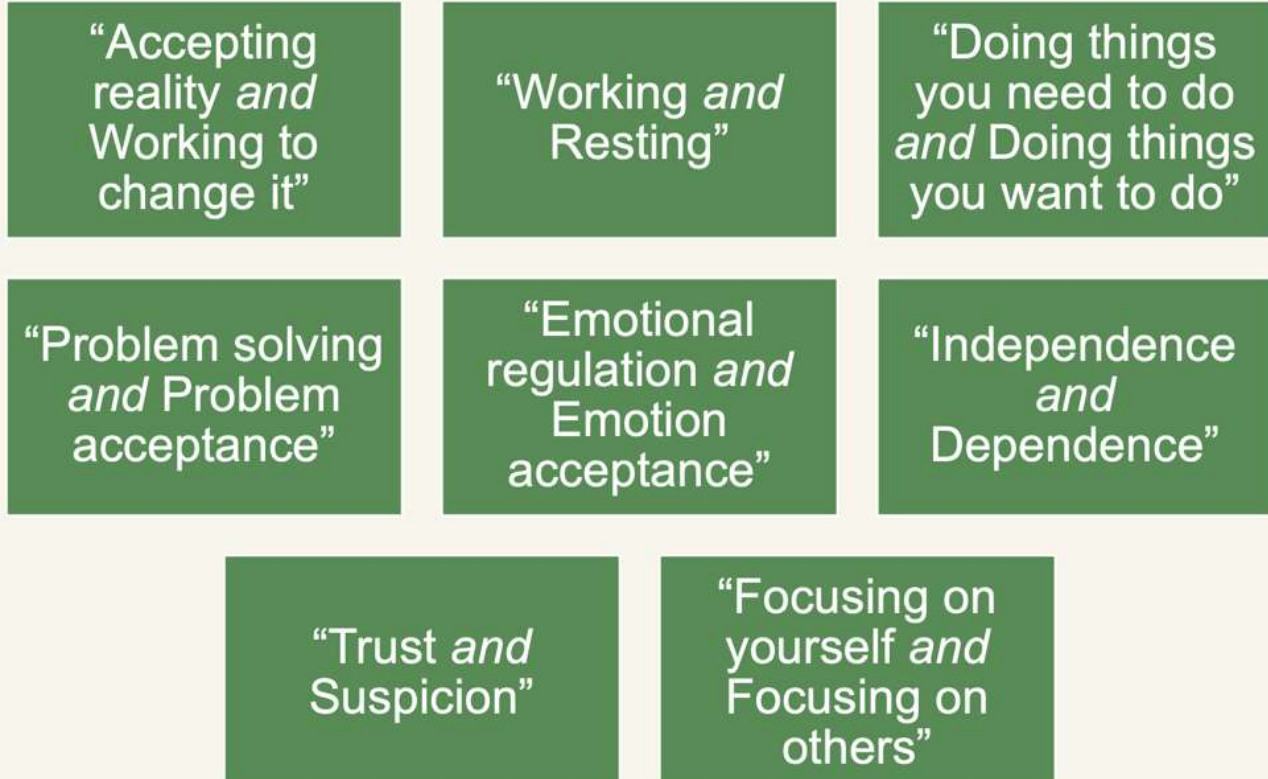 “Accepting
reality and
Working to
change it”
“Working and
Resting”
“Doing things
you need to do
and Doing things
you want to do”
“Problem solving
and Problem
acceptance”
“Emotional
regulation and
Emotion
acceptance”
“Independence
and
Dependence”
“Trust and
Suspicion”
“Focusing on
yourself and
Focusing on
others”